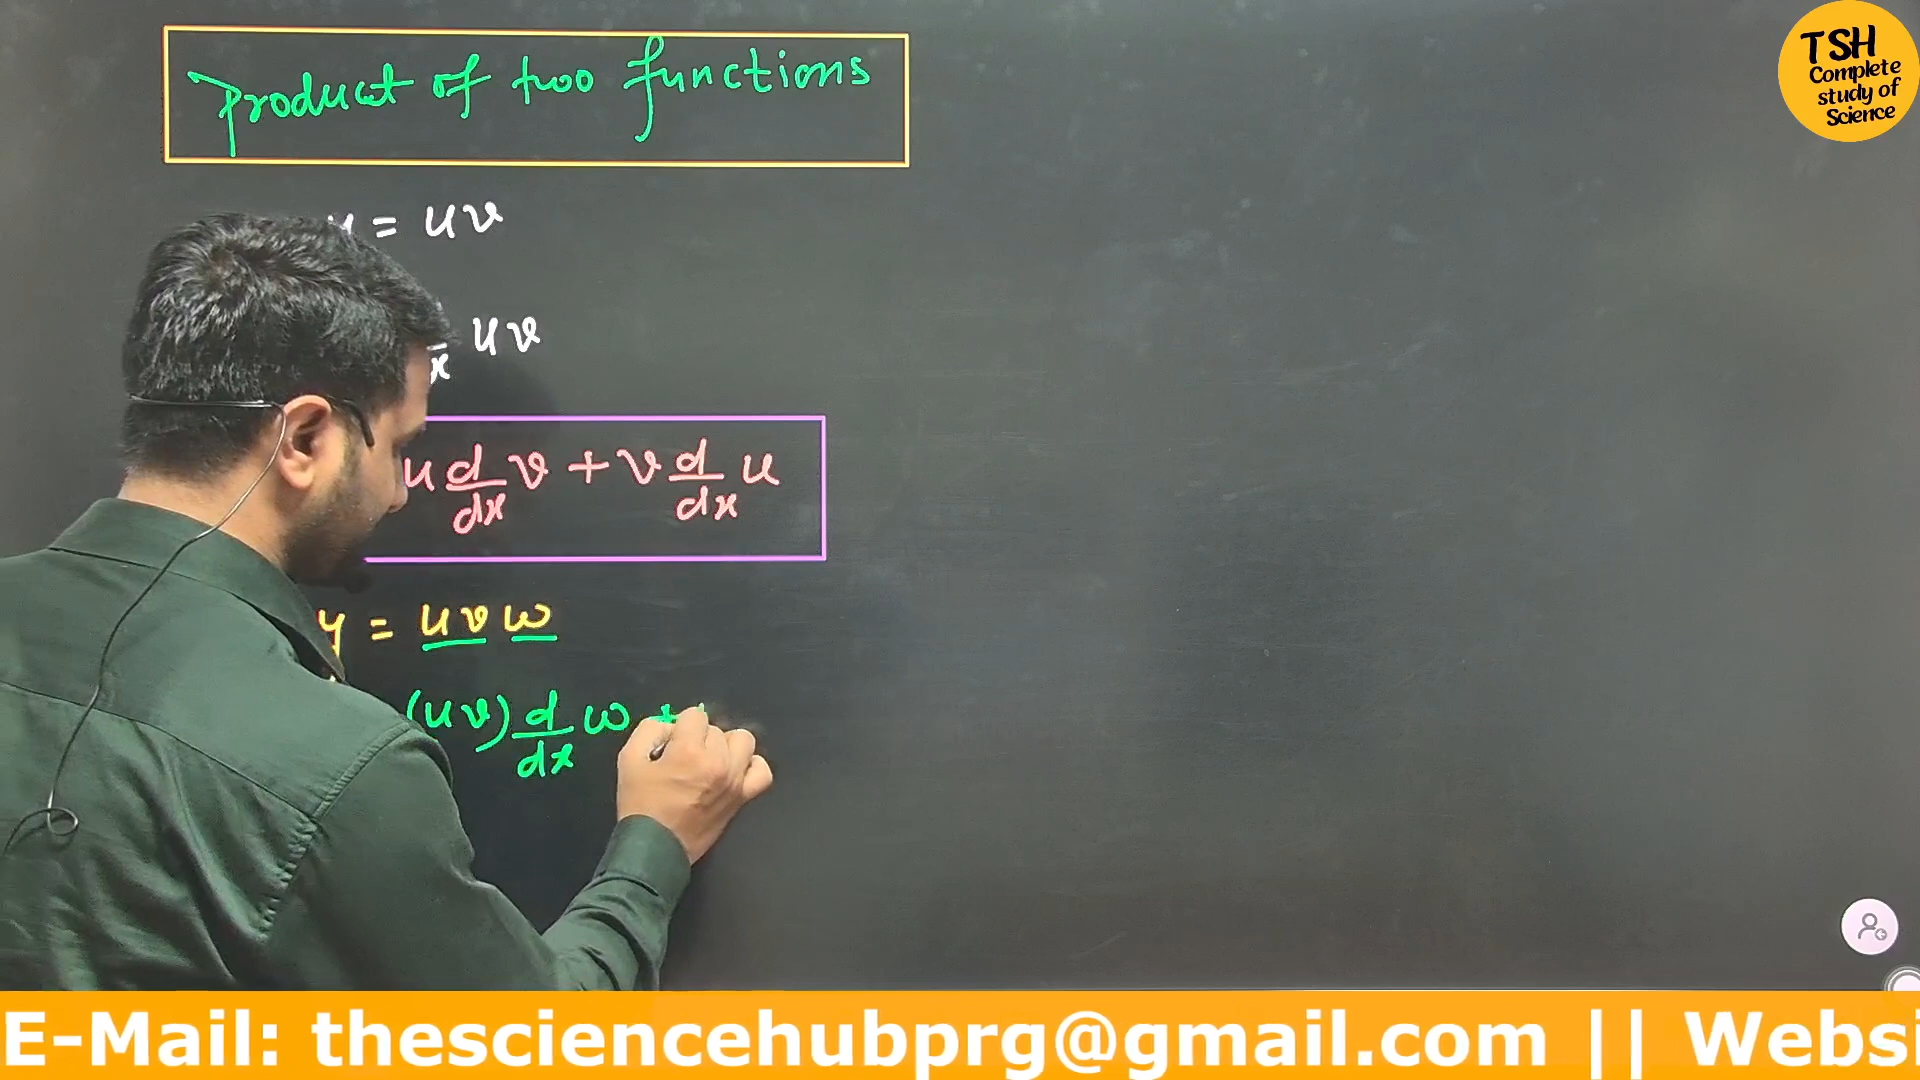 Product of two functions
y = uv
x uv
u d/dx v + v d/dx u
y = uvw
(uv) d/dx w +
TSH
Complete
study of
Science
E-Mail: thesciencehubprg@gmail.com || Websi